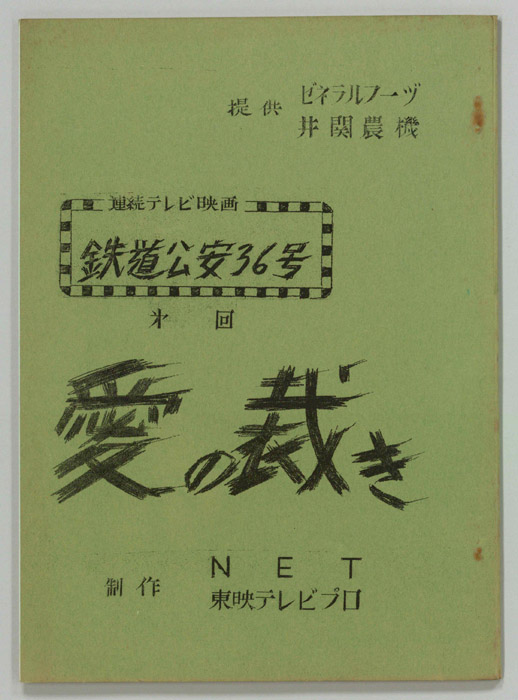 提供 ゼネラルフーヅ
井関農機
連続テレビ映画
鉄道公安36号
㐧 回
愛の裁き
制作 NET
東映テレビプロ